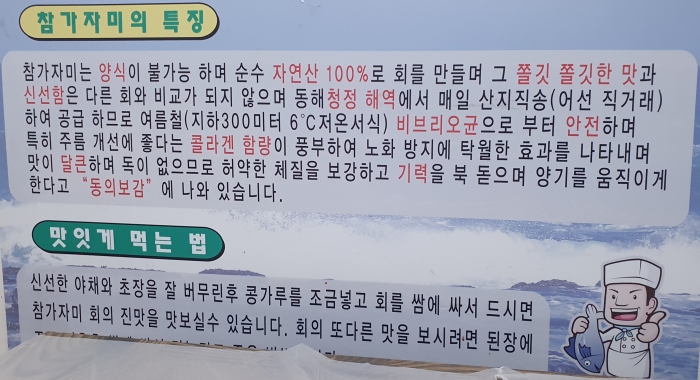 참가자미의 특징
참가자미는 양식이 불가능 하며 순수 자연산 100%로 회를 만들며 그 쫄깃 쫄깃한 맛과
신선함은 다른 회와 비교가 되지 않으며 동해청정 해역에서 매일 산지직송(어선 직거래)
하여 공급 하므로 여름철(지하300미터 6℃저온서식) 비브리오균으로 부터 안전하며
특히 주름 개선에 좋다는 콜라겐 함량이 풍부하여 노화 방지에 탁월한 효과를 나타내며
맛이 달큰하며 독이 없으므로 허약한 체질을 보강하고 기력을 북 돋으며 양기를 움직이게
한다고 "동의보감" 에 나와 있습니다.
맛있게 먹는 법
신선한 야채와 초장을 잘 버무린후 콩가루를 조금넣고 회를 쌈에 싸서 드시면
참가자미 회의 진맛을 맛보실수 있습니다. 회의 또다른 맛을 보시려면 된장에